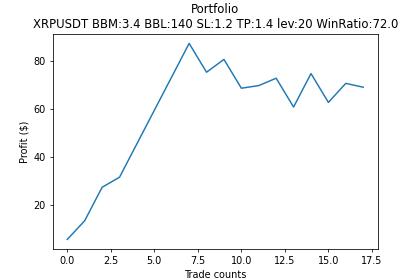 Portfolio
XRPUSDT BBM:3.4 BBL:140 SL:1.2 TP:1.4 lev:20 WinRatio:72.0
80
60
40
20
Profit ($)
0.0 2.5 5.0 7.5 10.0 12.5 15.0 17.5
Trade counts